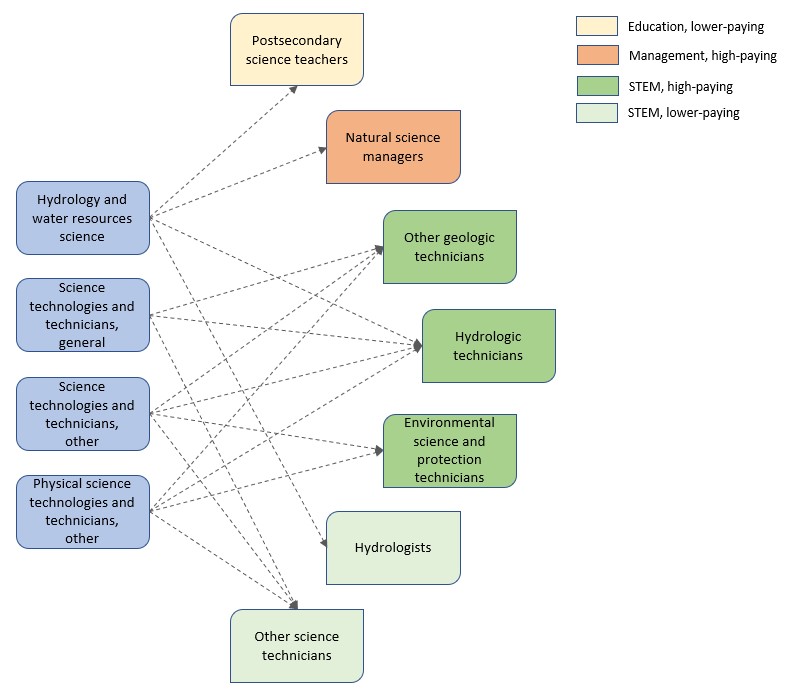 Postsecondary
science teachers
Education, lower-paying
Management, high-paying
STEM, high-paying
STEM, lower-paying
Natural science
managers
Hydrology and
water resources
science
Other geologic
technicians
Science
technologies and
technicians,
general
Hydrologic
technicians
Science
technologies and
technicians,
other
Environmental
science and
protection
technicians
Physical science
technologies and
technicians,
other
Hydrologists
Other science
technicians